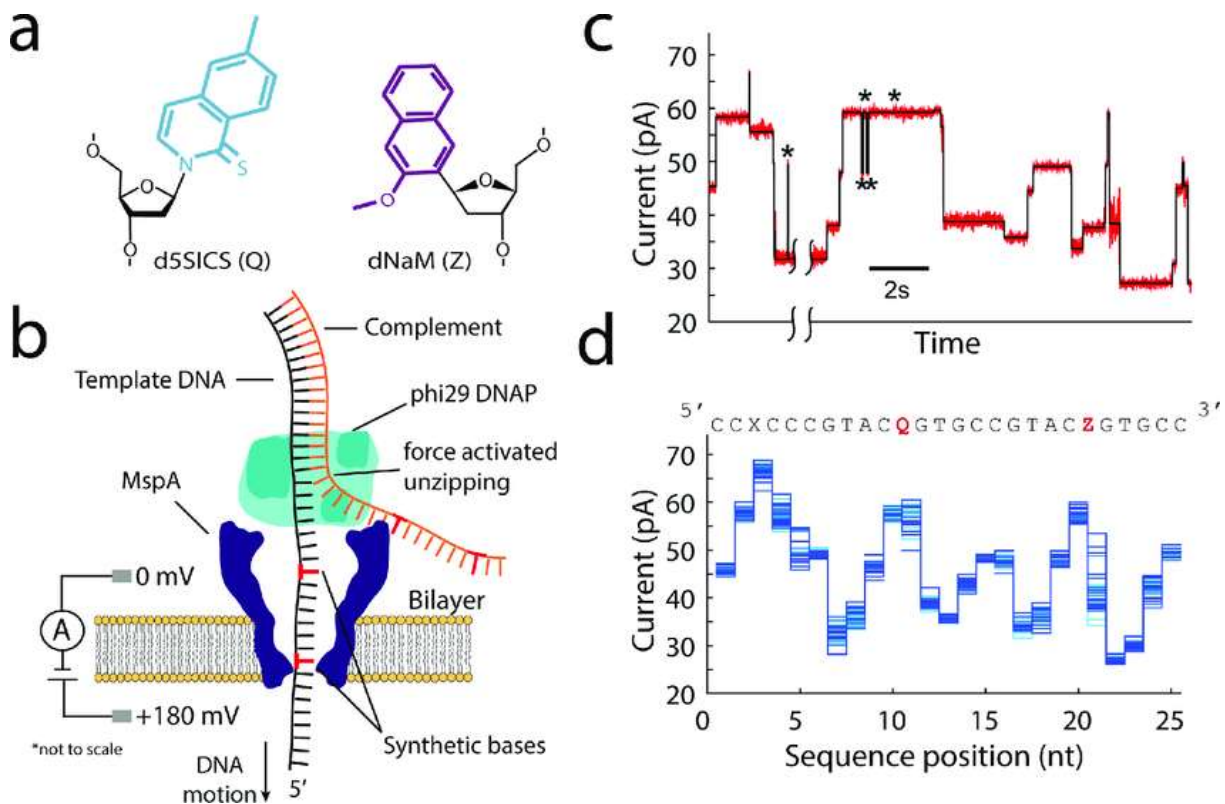 a
O
O
N
S
O
d5SICS (Q)
O
O
O
O
dNaM (Z)
b
Complement
Template DNA
phi29 DNAP
force activated
unzipping
MspA
0 mV
Bilayer
A
+180 mV
*not to scale
Synthetic bases
DNA
motion
5'
c
Current (pA)
70
60
50
40
30
20
*
*
*
**
2s
Time
d
5' CCXCCCGTACQGTGCCGTACZGTGCC 3'
Current (pA)
70
60
50
40
30
20
0 5 10 15 20 25
Sequence position (nt)